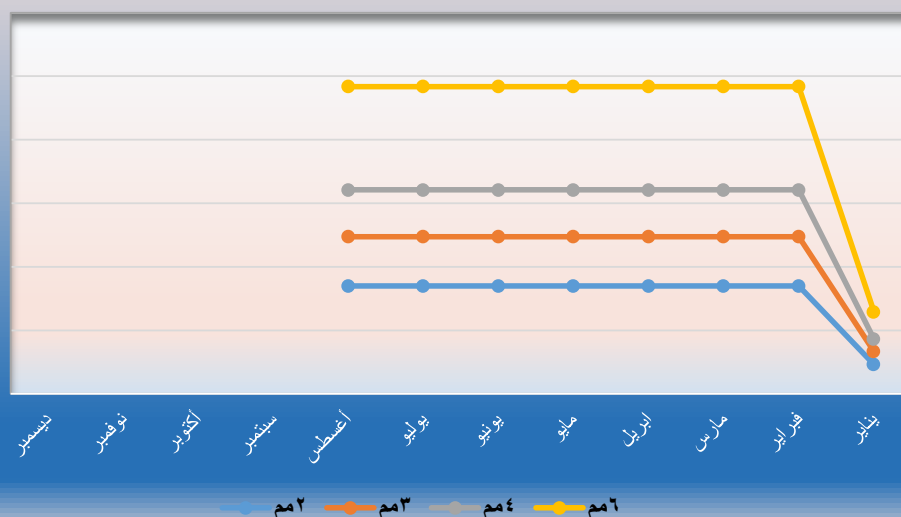 يناير فبراير مارس ابريل مايو يونيو يوليو أغسطس سبتمبر أكتوبر نوفمبر ديسمبر
٦مم ٤مم ٣مم ٢مم